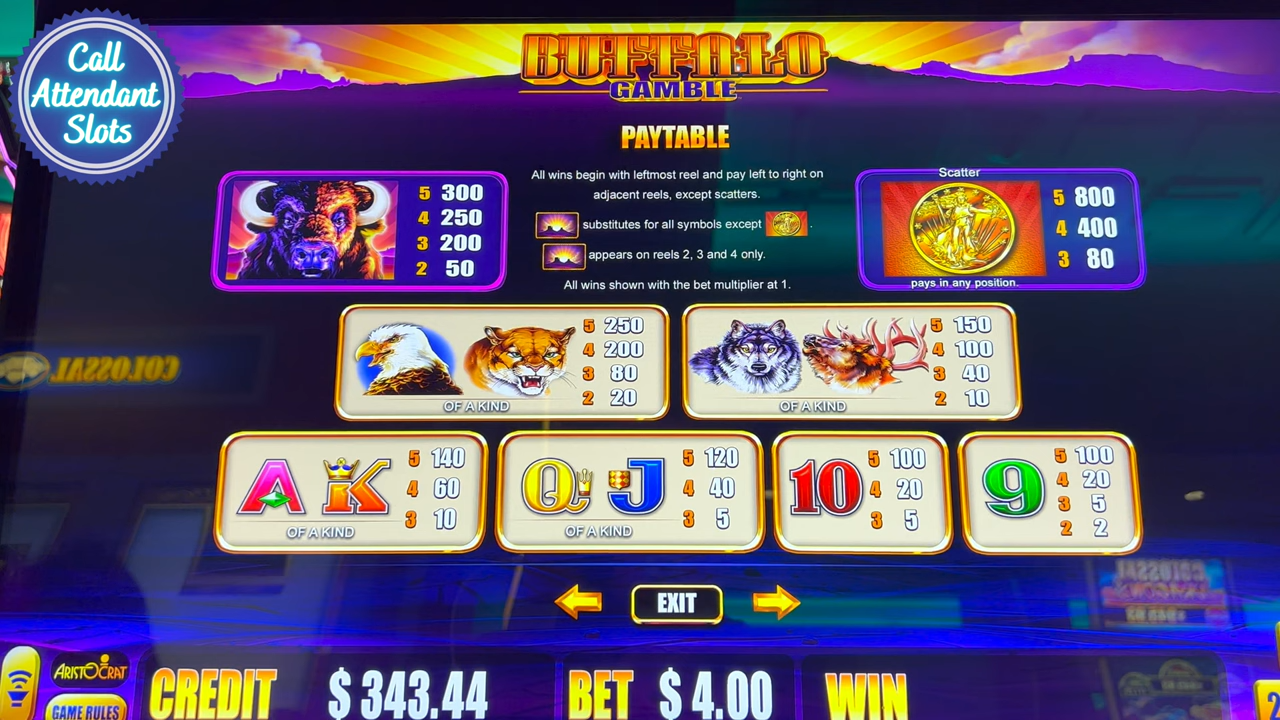 Call
Attendant
Slots
BUFFALO
GAMBLE
PAYTABLE
5 300
4 250
3 200
2 50
All wins begin with leftmost reel and pay left to right on
adjacent reels, except scatters.
substitutes for all symbols except .
appears on reels 2, 3 and 4 only.
All wins shown with the bet multiplier at 1.
Scatter
5 800
4 400
3 80
pays in any position.
5 250
4 200
3 80
2 20
OF A KIND
5 150
4 100
3 40
2 10
OF A KIND
COLOSSAL
A K
5 140
4 60
3 10
OF A KIND
Q J
5 120
4 40
3 5
OF A KIND
10
5 100
4 20
3 5
9
5 100
4 20
3 5
2 2
EXIT
ARISTOCRAT
GAME RULES
CREDIT $343.44
BET $4.00
WIN